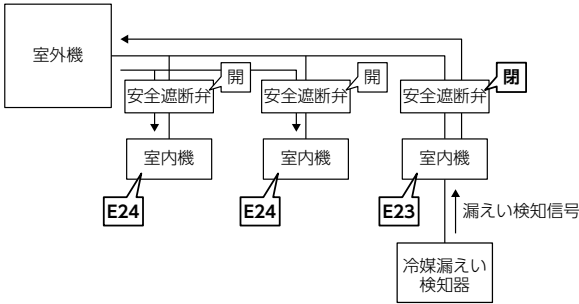 室外機
開
開
閉
安全遮断弁
安全遮断弁
安全遮断弁
室内機
室内機
室内機
E24
E24
E23
漏えい検知信号
冷媒漏えい
検知器